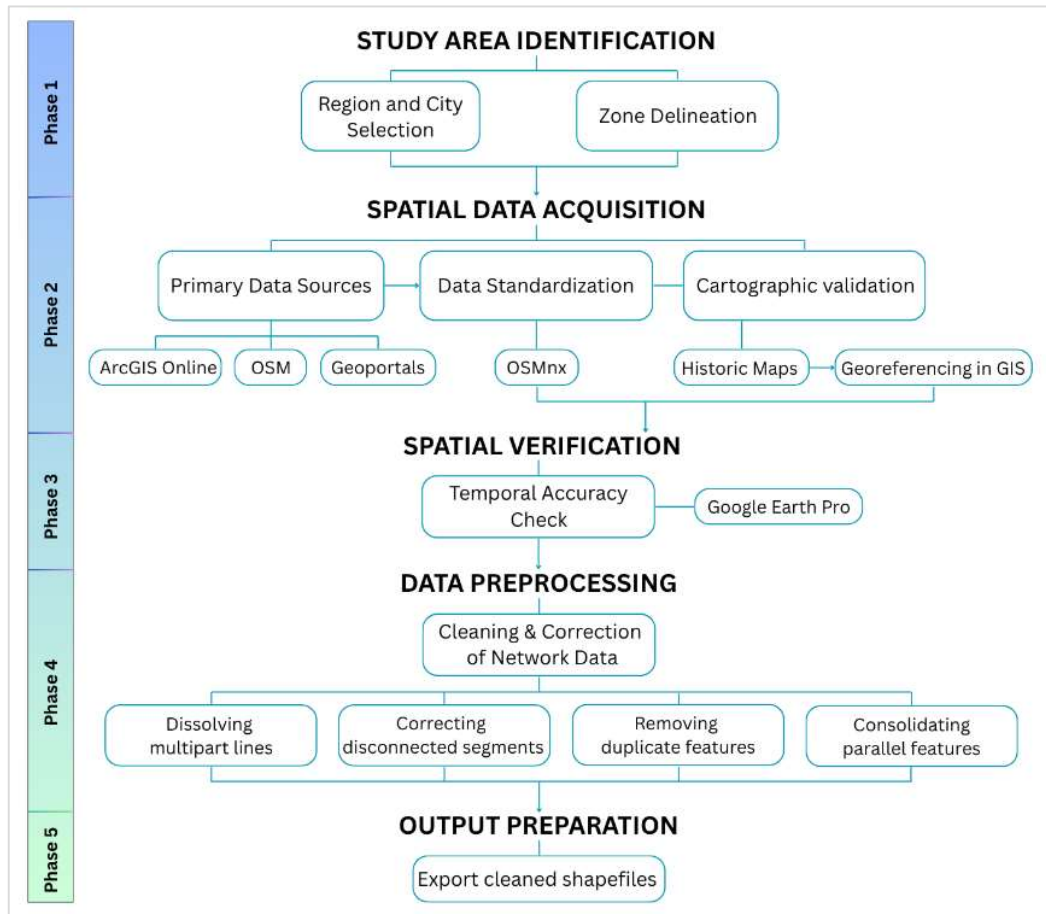 Phase 1
STUDY AREA IDENTIFICATION
Region and City
Selection
Zone Delineation
Phase 2
SPATIAL DATA ACQUISITION
Primary Data Sources
Data Standardization
Cartographic validation
ArcGIS Online
OSM
Geoportals
OSMnx
Historic Maps
Georeferencing in GIS
Phase 3
SPATIAL VERIFICATION
Temporal Accuracy
Check
Google Earth Pro
Phase 4
DATA PREPROCESSING
Cleaning & Correction
of Network Data
Dissolving
multipart lines
Correcting
disconnected segments
Removing
duplicate features
Consolidating
parallel features
Phase 5
OUTPUT PREPARATION
Export cleaned shapefiles